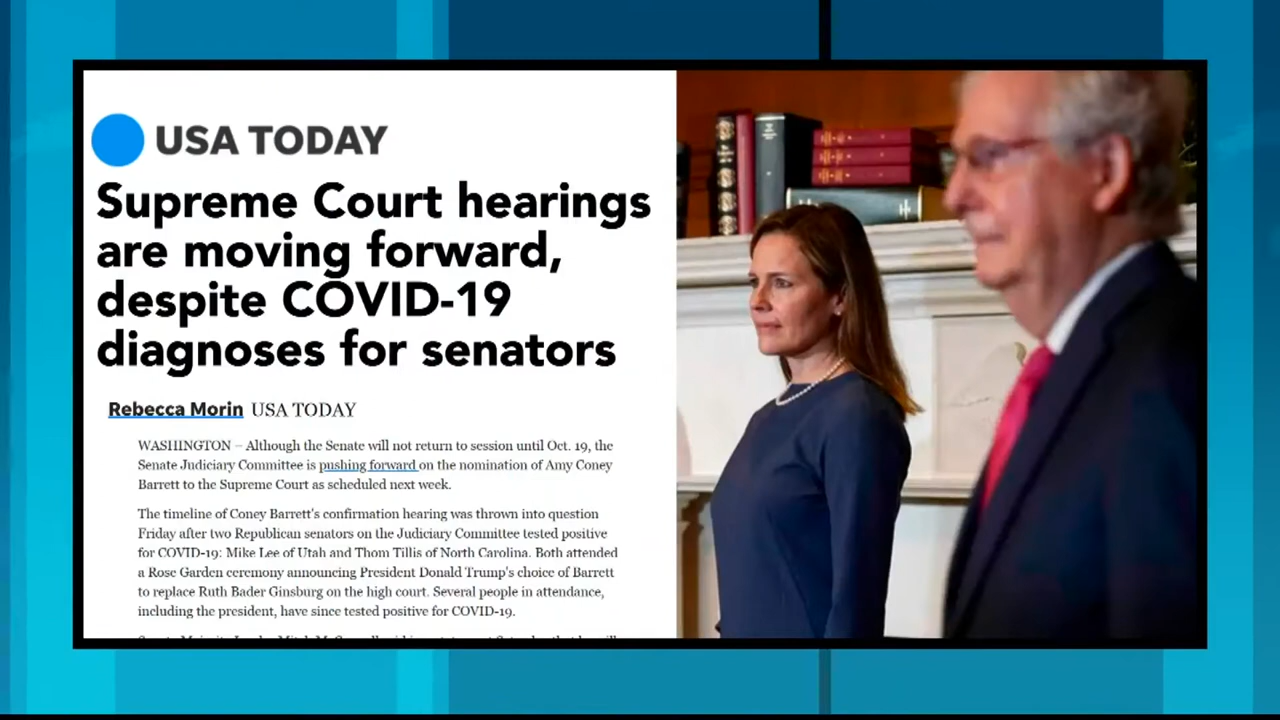 USA TODAY
Supreme Court hearings
are moving forward,
despite COVID-19
diagnoses for senators
Rebecca Morin USA TODAY
WASHINGTON – Although the Senate will not return to session until Oct. 19, the
Senate Judiciary Committee is pushing forward on the nomination of Amy Coney
Barrett to the Supreme Court as scheduled next week.
The timeline of Coney Barrett's confirmation hearing was thrown into question
Friday after two Republican senators on the Judiciary Committee tested positive
for COVID-19: Mike Lee of Utah and Thom Tillis of North Carolina. Both attended
a Rose Garden ceremony announcing President Donald Trump's choice of Barrett
to replace Ruth Bader Ginsburg on the high court. Several people in attendance,
including the president, have since tested positive for COVID-19.